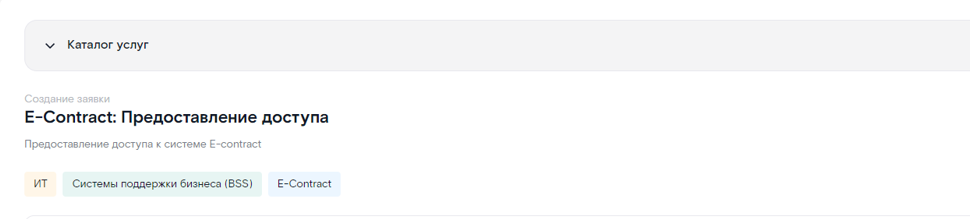 Каталог услуг
Создание заявки
E-Contract: Предоставление доступа
Предоставление доступа к системе E-contract
ИТ Системы поддержки бизнеса (BSS) E-Contract